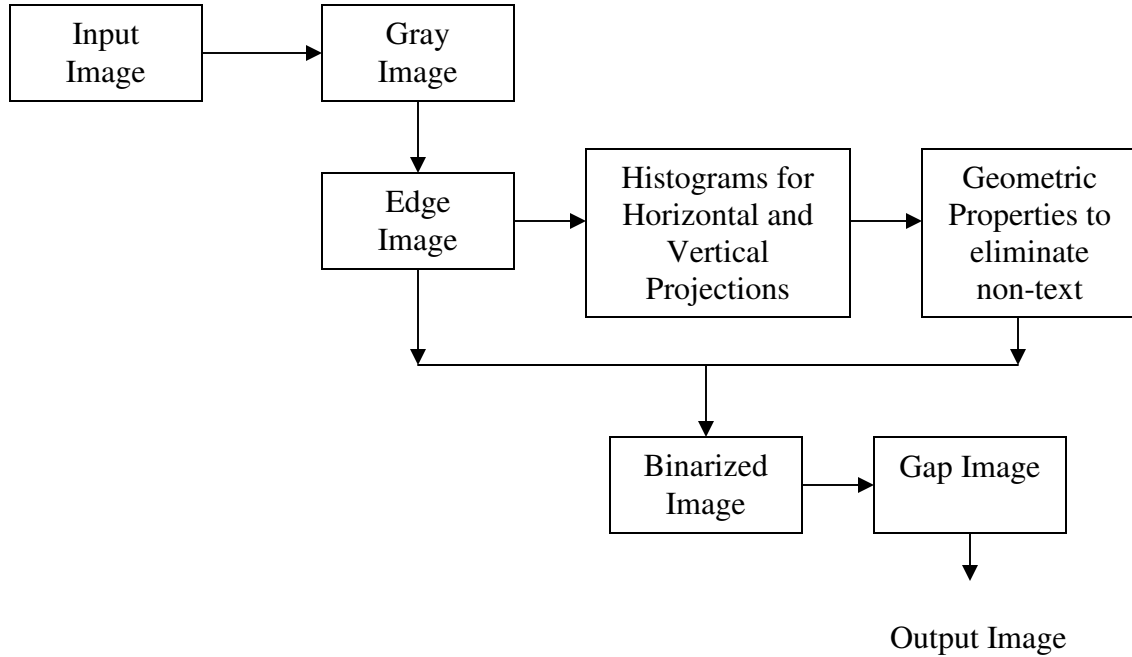 Input
Image
Gray
Image
Edge
Image
Histograms for
Horizontal and
Vertical
Projections
Geometric
Properties to
eliminate
non-text
Binarized
Image
Gap Image
Output Image